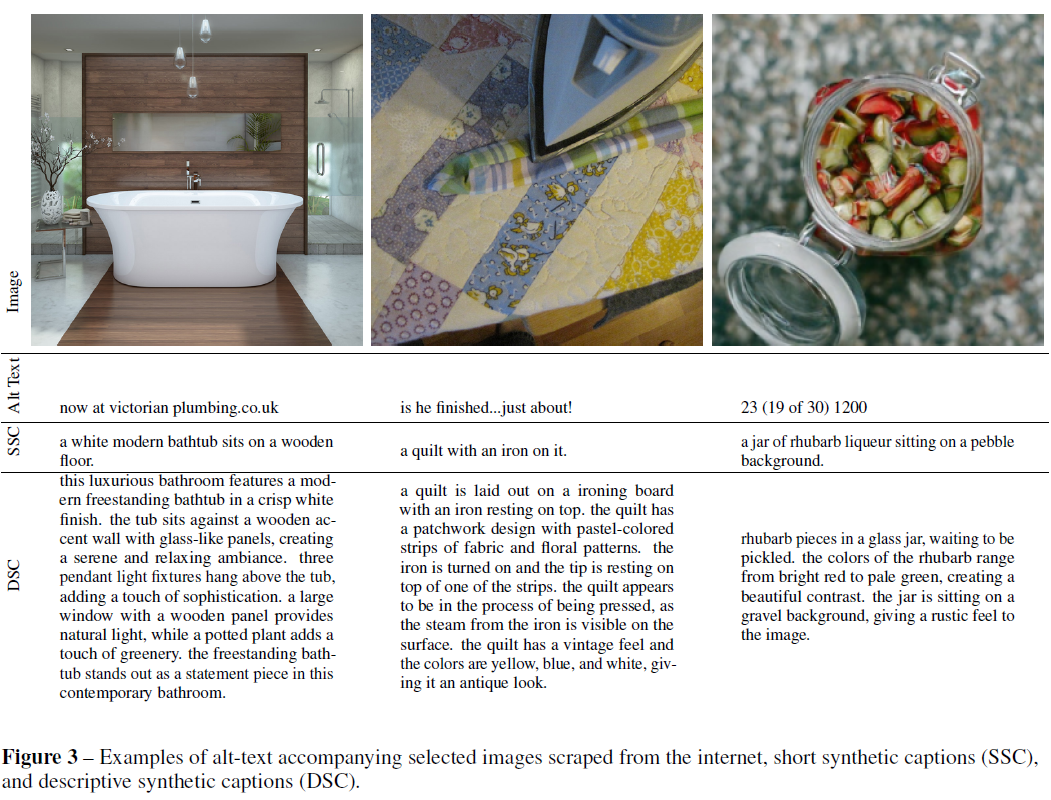 Image
Alt Text
now at victorian plumbing.co.uk
is he finished...just about!
23 (19 of 30) 1200
SSC
a white modern bathtub sits on a wooden
floor.
a quilt with an iron on it.
a jar of rhubarb liqueur sitting on a pebble
background.
DSC
this luxurious bathroom features a mod-
ern freestanding bathtub in a crisp white
finish. the tub sits against a wooden ac-
cent wall with glass-like panels, creating
a serene and relaxing ambiance. three
pendant light fixtures hang above the tub,
adding a touch of sophistication. a large
window with a wooden panel provides
natural light, while a potted plant adds a
touch of greenery. the freestanding bath-
tub stands out as a statement piece in this
contemporary bathroom.
a quilt is laid out on a ironing board
with an iron resting on top. the quilt has
a patchwork design with pastel-colored
strips of fabric and floral patterns. the
iron is turned on and the tip is resting on
top of one of the strips. the quilt appears
to be in the process of being pressed, as
the steam from the iron is visible on the
surface. the quilt has a vintage feel and
the colors are yellow, blue, and white, giv-
ing it an antique look.
rhubarb pieces in a glass jar, waiting to be
pickled. the colors of the rhubarb range
from bright red to pale green, creating a
beautiful contrast. the jar is sitting on a
gravel background, giving a rustic feel to
the image.
Figure 3 – Examples of alt-text accompanying selected images scraped from the internet, short synthetic captions (SSC),
and descriptive synthetic captions (DSC).